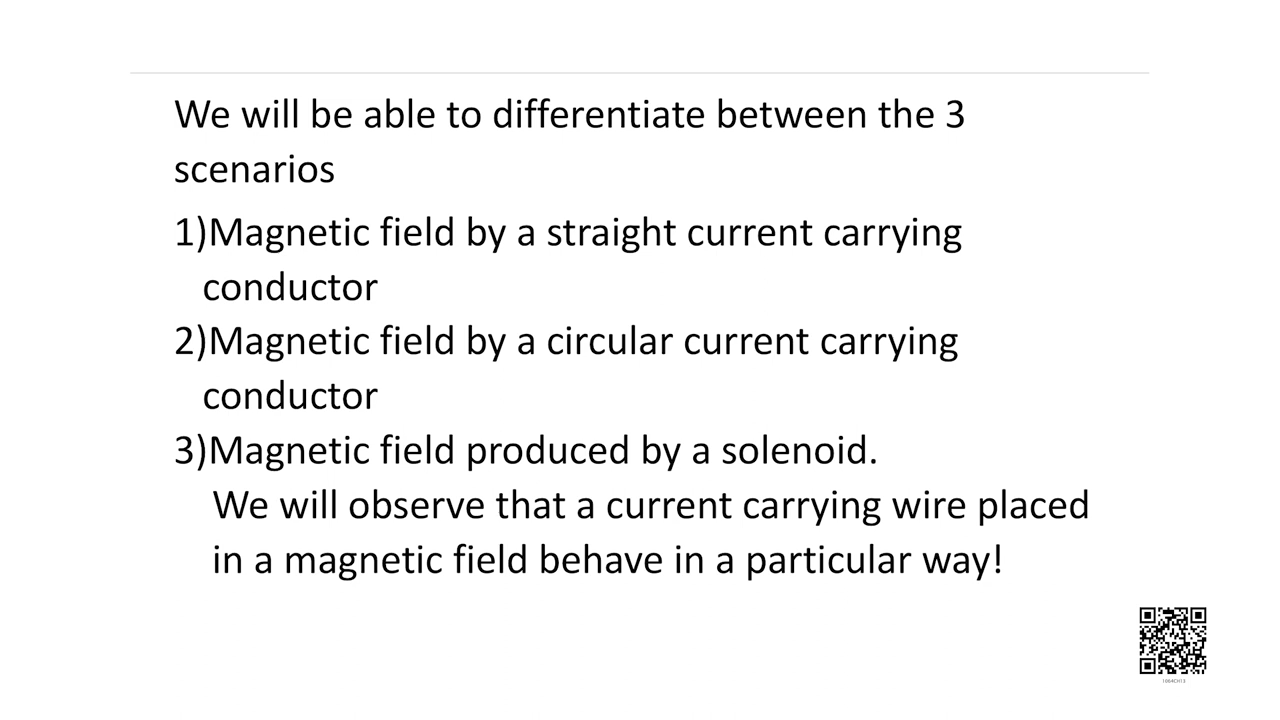 We will be able to differentiate between the 3
scenarios
1)Magnetic field by a straight current carrying
conductor
2)Magnetic field by a circular current carrying
conductor
3)Magnetic field produced by a solenoid.
We will observe that a current carrying wire placed
in a magnetic field behave in a particular way!
1064CH13